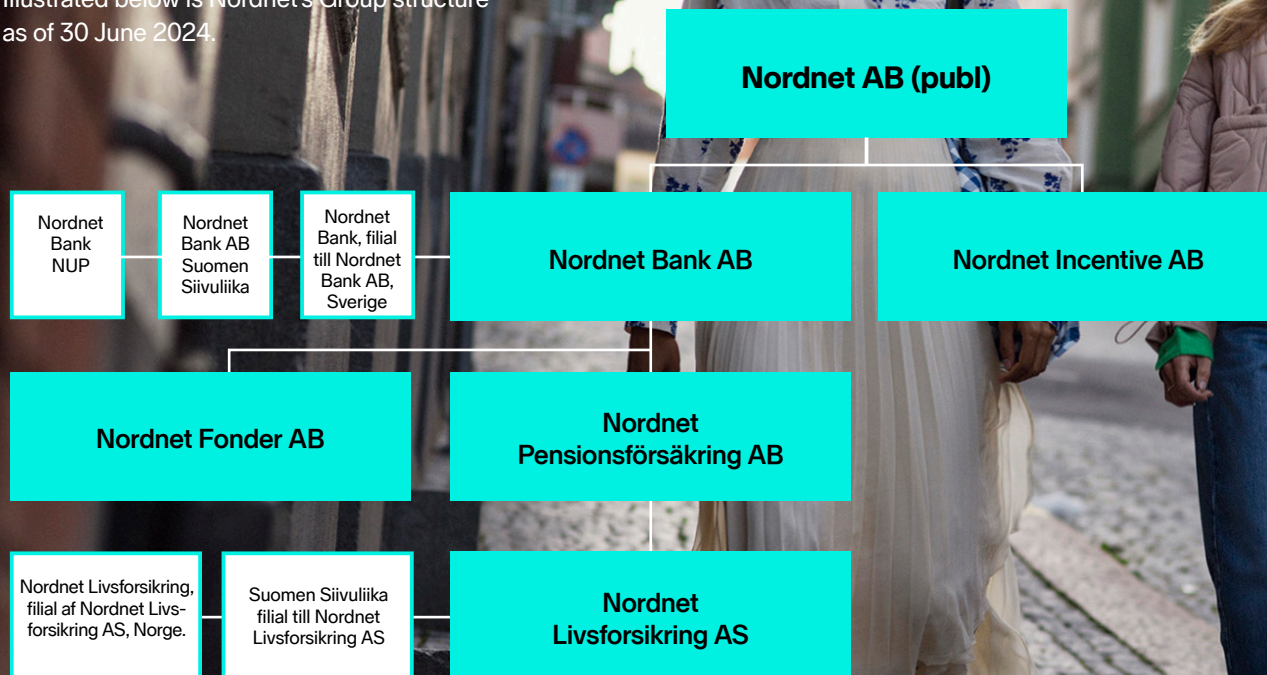 Illustrated below is Nordnet's Group structure
as of 30 June 2024.
Nordnet AB (publ)
Nordnet
Bank
NUP
Nordnet
Bank AB
Suomen
Siivuliika
Nordnet
Bank, filial
till Nordnet
Bank AB,
Sverige
Nordnet Bank AB
Nordnet Incentive AB
Nordnet Fonder AB
Nordnet
Pensionsförsäkring AB
Nordnet Livsforsikring,
filial af Nordnet Livs-
forsikring AS, Norge.
Suomen Siivuliika
filial till Nordnet
Livsforsikring AS
Nordnet
Livsforsikring AS